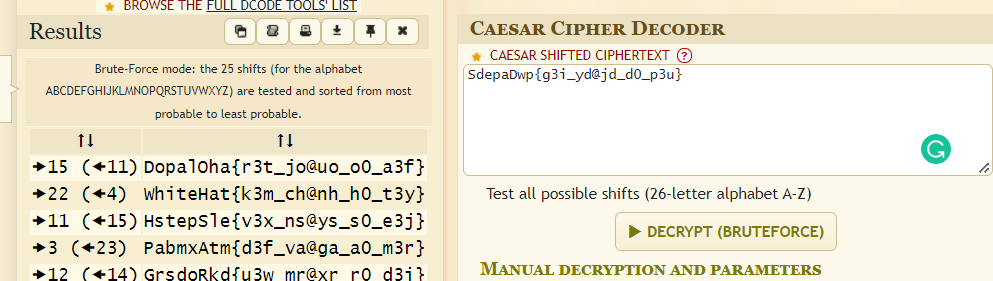 BROWSE THE FULL DCODE TOOLS' LIST
Results
Brute-Force mode: the 25 shifts (for the alphabet
ABCDEFGHIJKLMNOPQRSTUVWXYZ) are tested and sorted from most
probable to least probable.
↑↓ ↑↓
🡪15 (🡨11) DopalOha{r3t_jo@uo_o0_a3f}
🡪22 (🡨4) WhiteHat{k3m_ch@nh_h0_t3y}
🡪11 (🡨15) HstepSle{v3x_ns@ys_s0_e3j}
🡪3 (🡨23) PabmxAtm{d3f_va@ga_a0_m3r}
🡪12 (🡨14) GrsdoRkd{u3w_mr@xr_r0_d3i}
CAESAR CIPHER DECODER
CAESAR SHIFTED CIPHERTEXT ?
SdepaDwp{g3i_yd@jd_d0_p3u}
Test all possible shifts (26-letter alphabet A-Z)
▶ DECRYPT (BRUTEFORCE)
MANUAL DECRYPTION AND PARAMETERS